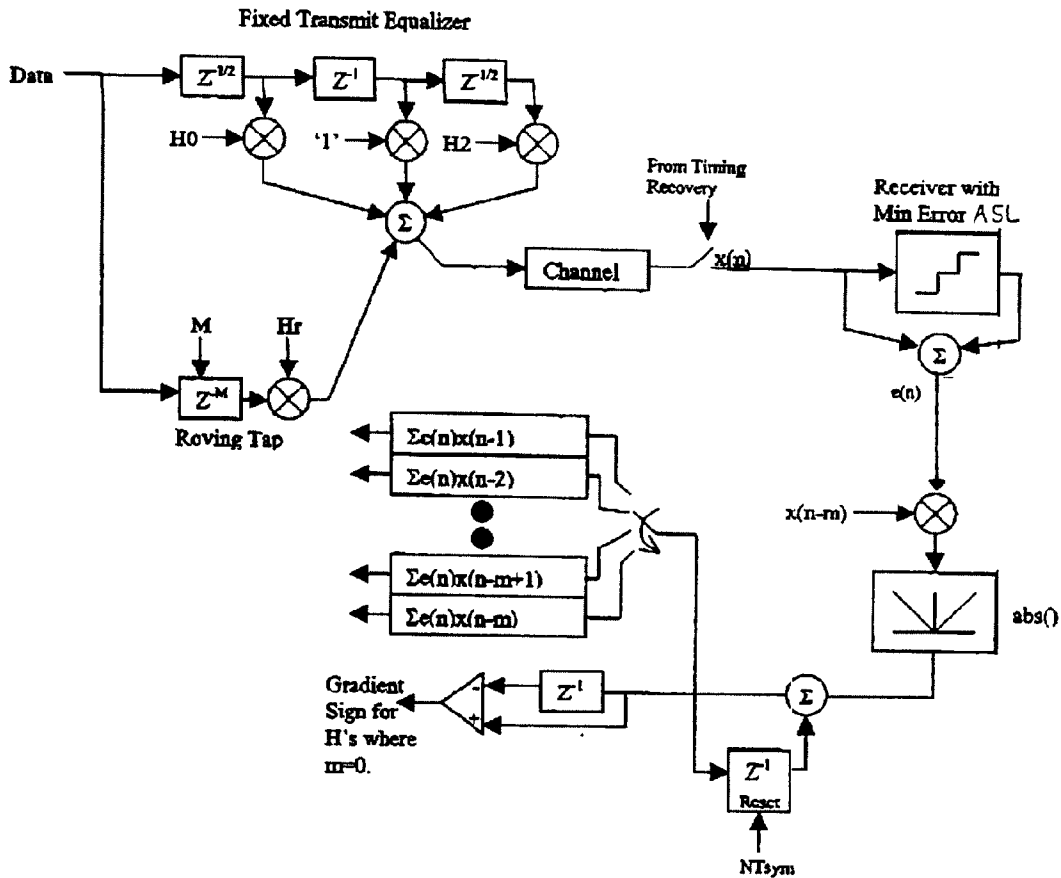 Fixed Transmit Equalizer
Data
Z-1/2
Z-1
Z1/2
H0
'1'
H2
Σ
From Timing
Recovery
Receiver with
Min Error ASL
Channel
x(n)
M
Hr
Z-M
Roving Tap
Σ
e(n)
Σe(n)x(n-1)
Σe(n)x(n-2)
Σe(n)x(n-m+1)
Σe(n)x(n-m)
x(n-m)
abs()
Gradient
Sign for
H's where
m=0.
-
+
Z-1
Σ
Z-1
Reset
NTsym